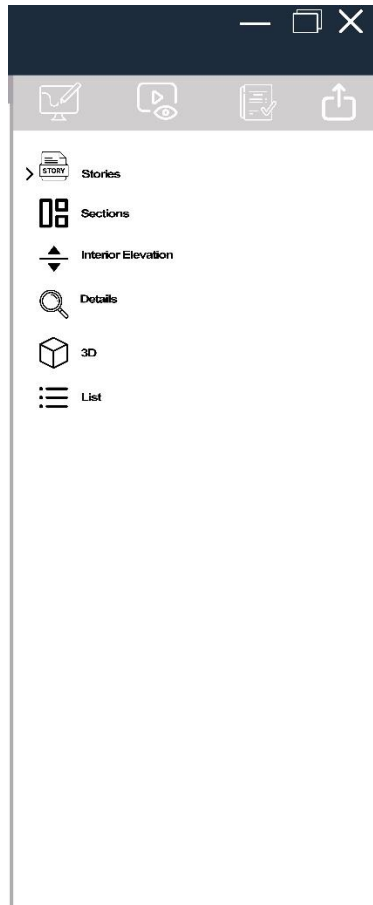 STORY
Stories
Sections
Interior Elevation
Details
3D
List